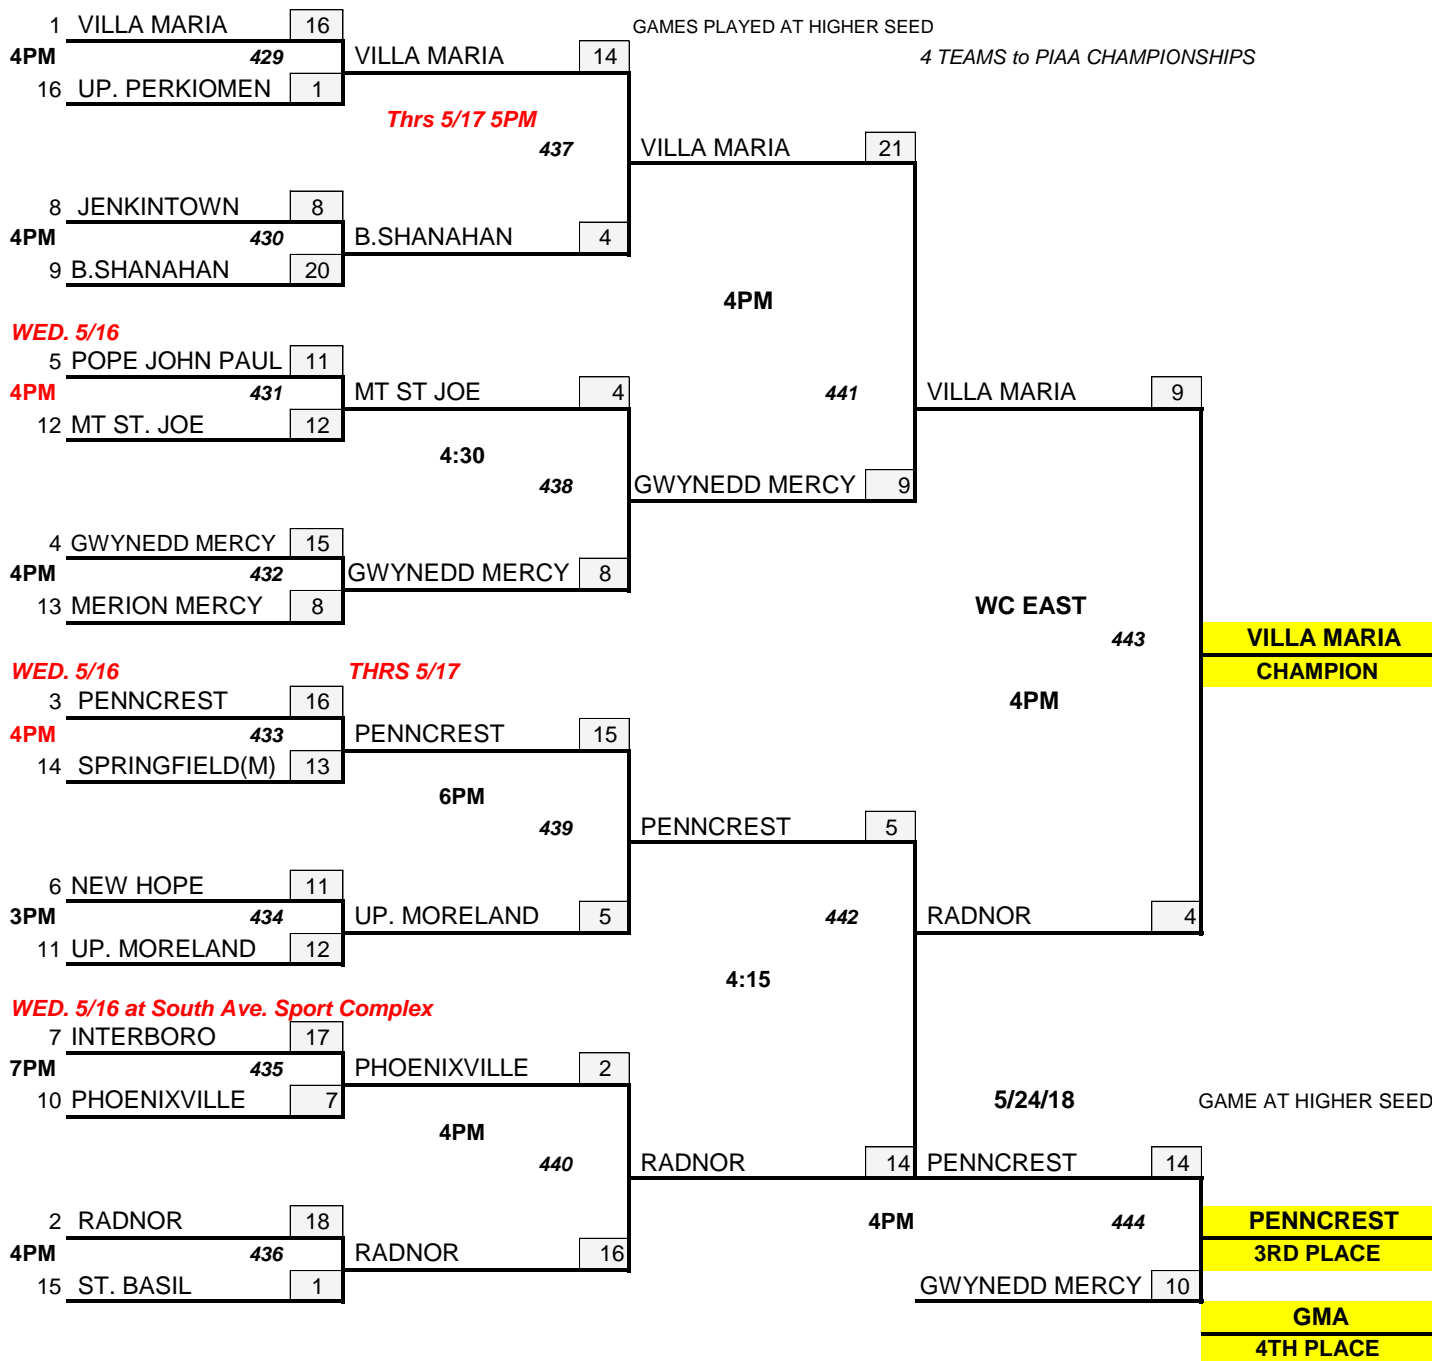 1 VILLA MARIA 16 GAMES PLAYED AT HIGHER SEED
4PM 429 VILLA MARIA 14 4 TEAMS to PIAA CHAMPIONSHIPS
16 UP. PERKIOMEN 1
Thrs 5/17 5PM
437 VILLA MARIA 21
8 JENKINTOWN 8
4PM 430 B.SHANAHAN 4
9 B.SHANAHAN 20
4PM
WED. 5/16
5 POPE JOHN PAUL 11
4PM 431 MT ST JOE 4 441 VILLA MARIA 9
12 MT ST. JOE 12
4:30
438 GWYNEDD MERCY 9
4 GWYNEDD MERCY 15
4PM 432 GWYNEDD MERCY 8
13 MERION MERCY 8 WC EAST
443 VILLA MARIA
WED. 5/16 THRS 5/17 CHAMPION
3 PENNCREST 16 4PM
4PM 433 PENNCREST 15
14 SPRINGFIELD(M) 13
6PM
439 PENNCREST 5
6 NEW HOPE 11
3PM 434 UP. MORELAND 5 442 RADNOR 4
11 UP. MORELAND 12
4:15
WED. 5/16 at South Ave. Sport Complex
7 INTERBORO 17
7PM 435 PHOENIXVILLE 2
10 PHOENIXVILLE 7 5/24/18 GAME AT HIGHER SEED
4PM
440 RADNOR 14 PENNCREST 14
2 RADNOR 18 4PM 444 PENNCREST
4PM 436 RADNOR 16 3RD PLACE
15 ST. BASIL 1 GWYNEDD MERCY 10
GMA
4TH PLACE